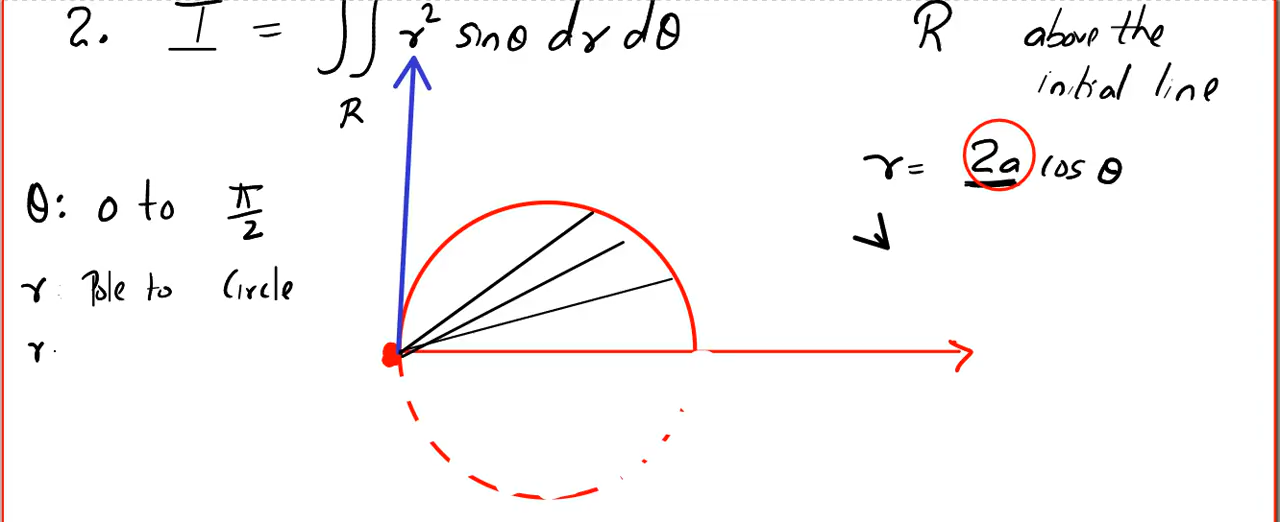 2. I = ∬ r² sinθ dr dθ
R
R above the
initial line
r = 2a cos θ
θ: 0 to π/2
r: Pole to Circle
r: